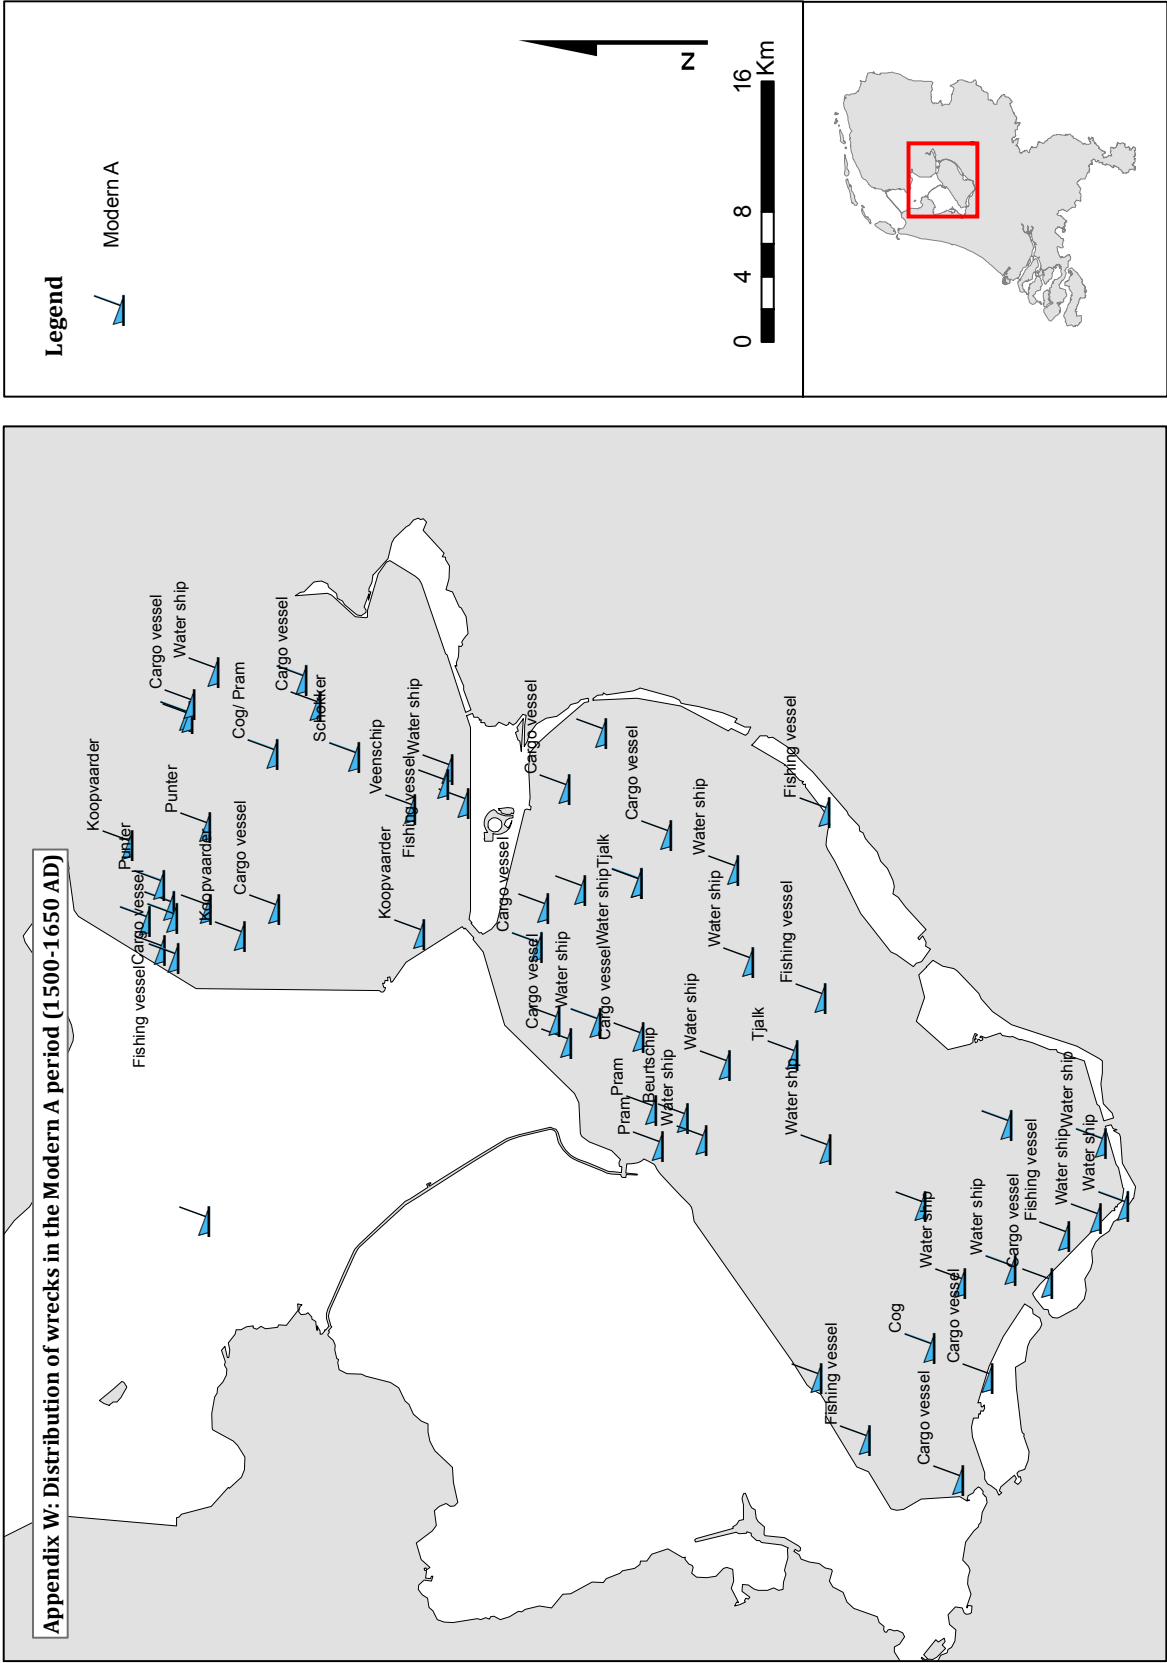 Appendix W: Distribution of wrecks in the Modern A period (1500-1650 AD)
Fishing vessel
Cargo vessel
Punter
Koopvaarder
Punter
Koopvaarder
Cargo vessel
Cargo vessel
Water ship
Cog/ Pram
Cargo vessel
Schokker
Veenschip
Fishing vessel
Water ship
Koopvaarder
Cargo vessel
Cargo vessel
Cargo vessel
Water ship
Cargo vessel
Water ship
Tjalk
Cargo vessel
Pram
Pram
Beurtschip
Water ship
Water ship
Water ship
Water ship
Tjalk
Fishing vessel
Fishing vessel
Water ship
Fishing vessel
Cog
Water ship
Cargo vessel
Cargo vessel
Water ship
Cargo vessel
Fishing vessel
Water ship
Water ship
Water ship
Legend
Modern A
N
0 4 8 16
Km